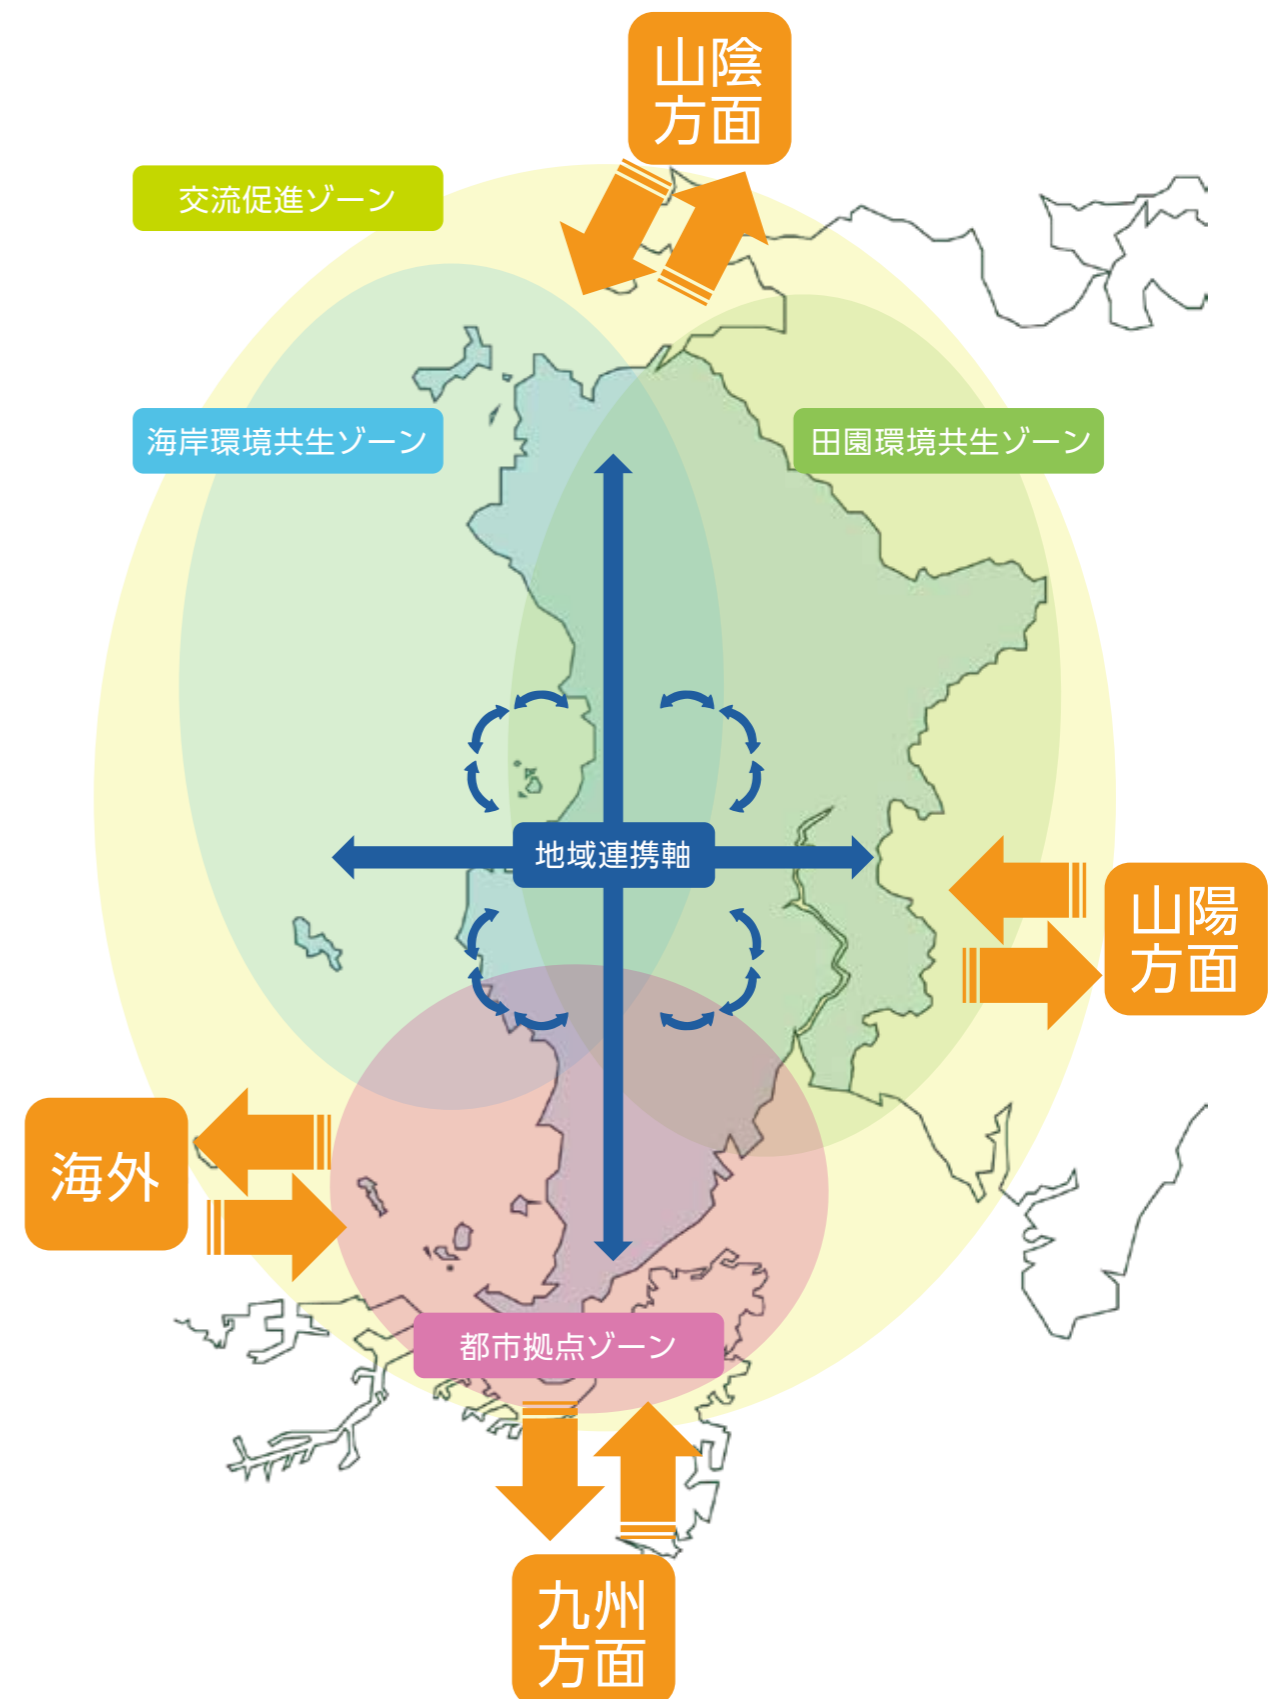 山陰
方面
交流促進ゾーン
海岸環境共生ゾーン
田園環境共生ゾーン
地域連携軸
山陽
方面
海外
都市拠点ゾーン
九州
方面